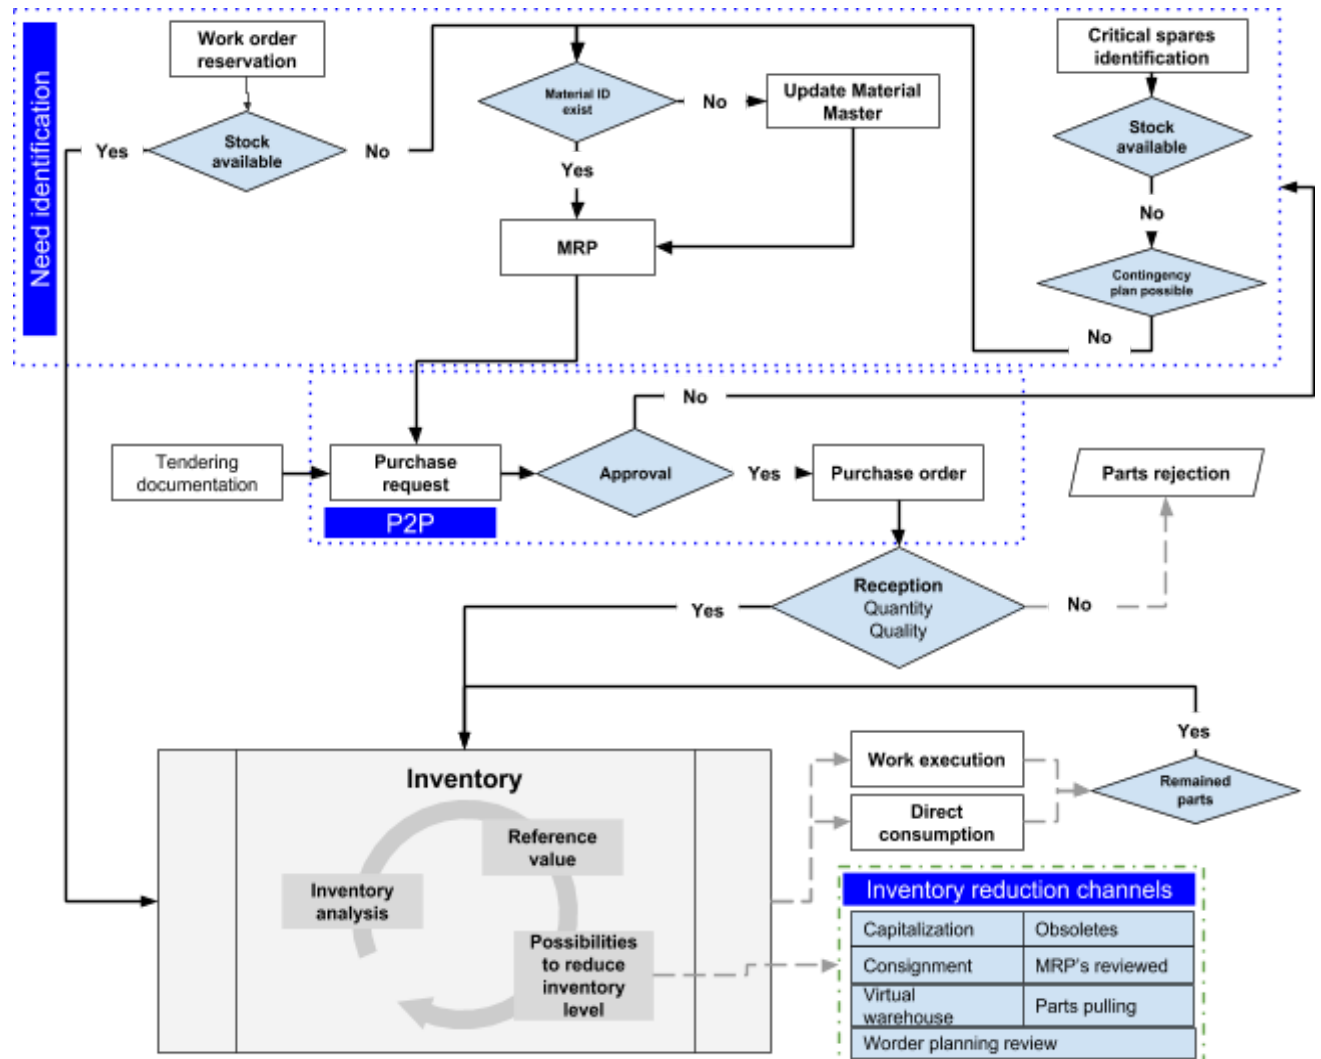 Need identification
Work order
reservation
Stock
available
Yes
No
Material ID
exist
No
Update Material
Master
Yes
MRP
Critical spares
identification
Stock
available
No
Contingency
plan possible
No
No
Tendering
documentation
Purchase
request
P2P
Approval
Yes
Purchase order
Parts rejection
Reception
Quantity
Quality
Yes
No
Inventory
Reference
value
Inventory
analysis
Possibilities
to reduce
inventory
level
Work execution
Direct
consumption
Yes
Remained
parts
Inventory reduction channels
Capitalization
Obsoletes
Consignment
MRP's reviewed
Virtual
warehouse
Parts pulling
Worder planning review